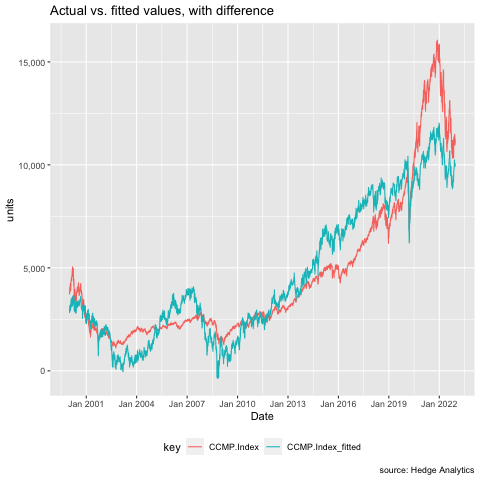 Actual vs. fitted values, with difference
15,000
10,000
5,000
0
units
Jan 2001 Jan 2004 Jan 2007 Jan 2010 Jan 2013 Jan 2016 Jan 2019 Jan 2022
Date
key CCMP.Index CCMP.Index_fitted
source: Hedge Analytics